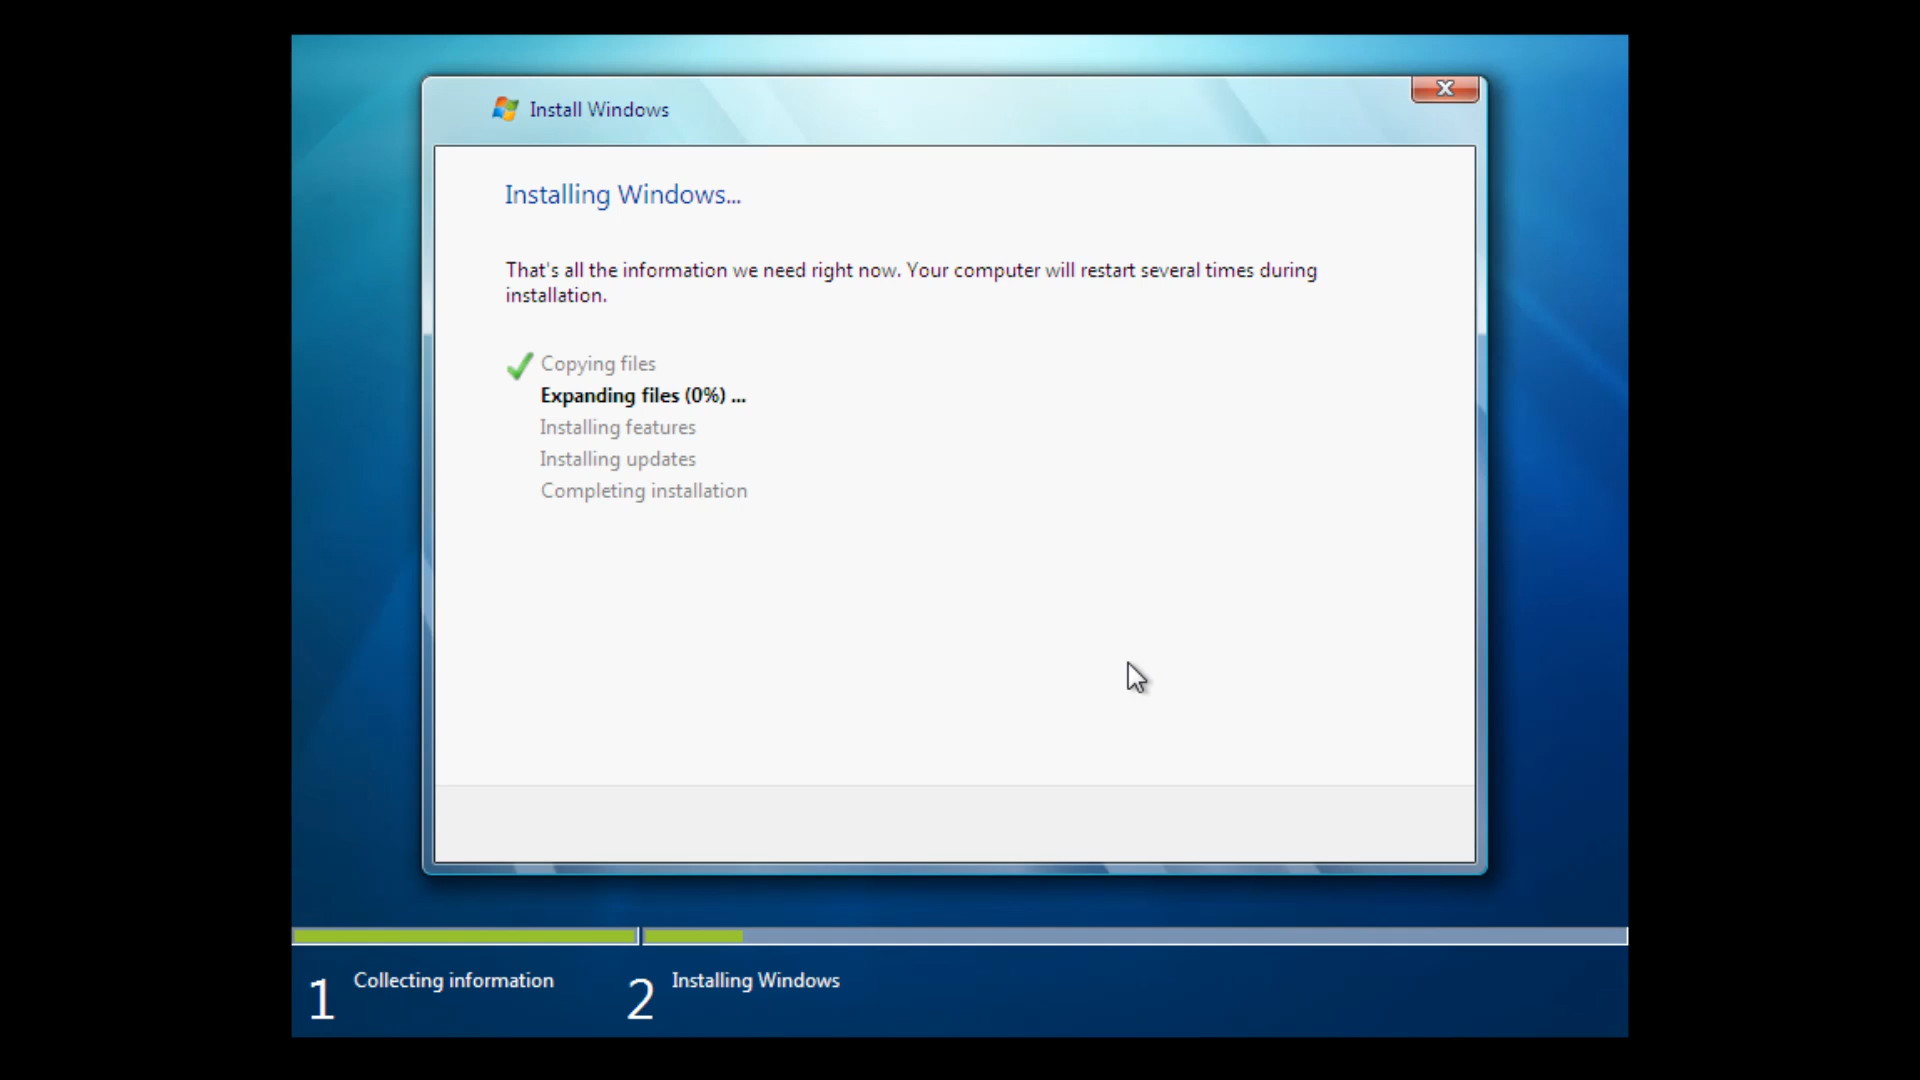 Install Windows
Installing Windows...
That's all the information we need right now. Your computer will restart several times during
installation.
Copying files
Expanding files (0%) ...
Installing features
Installing updates
Completing installation
1 Collecting information
2 Installing Windows